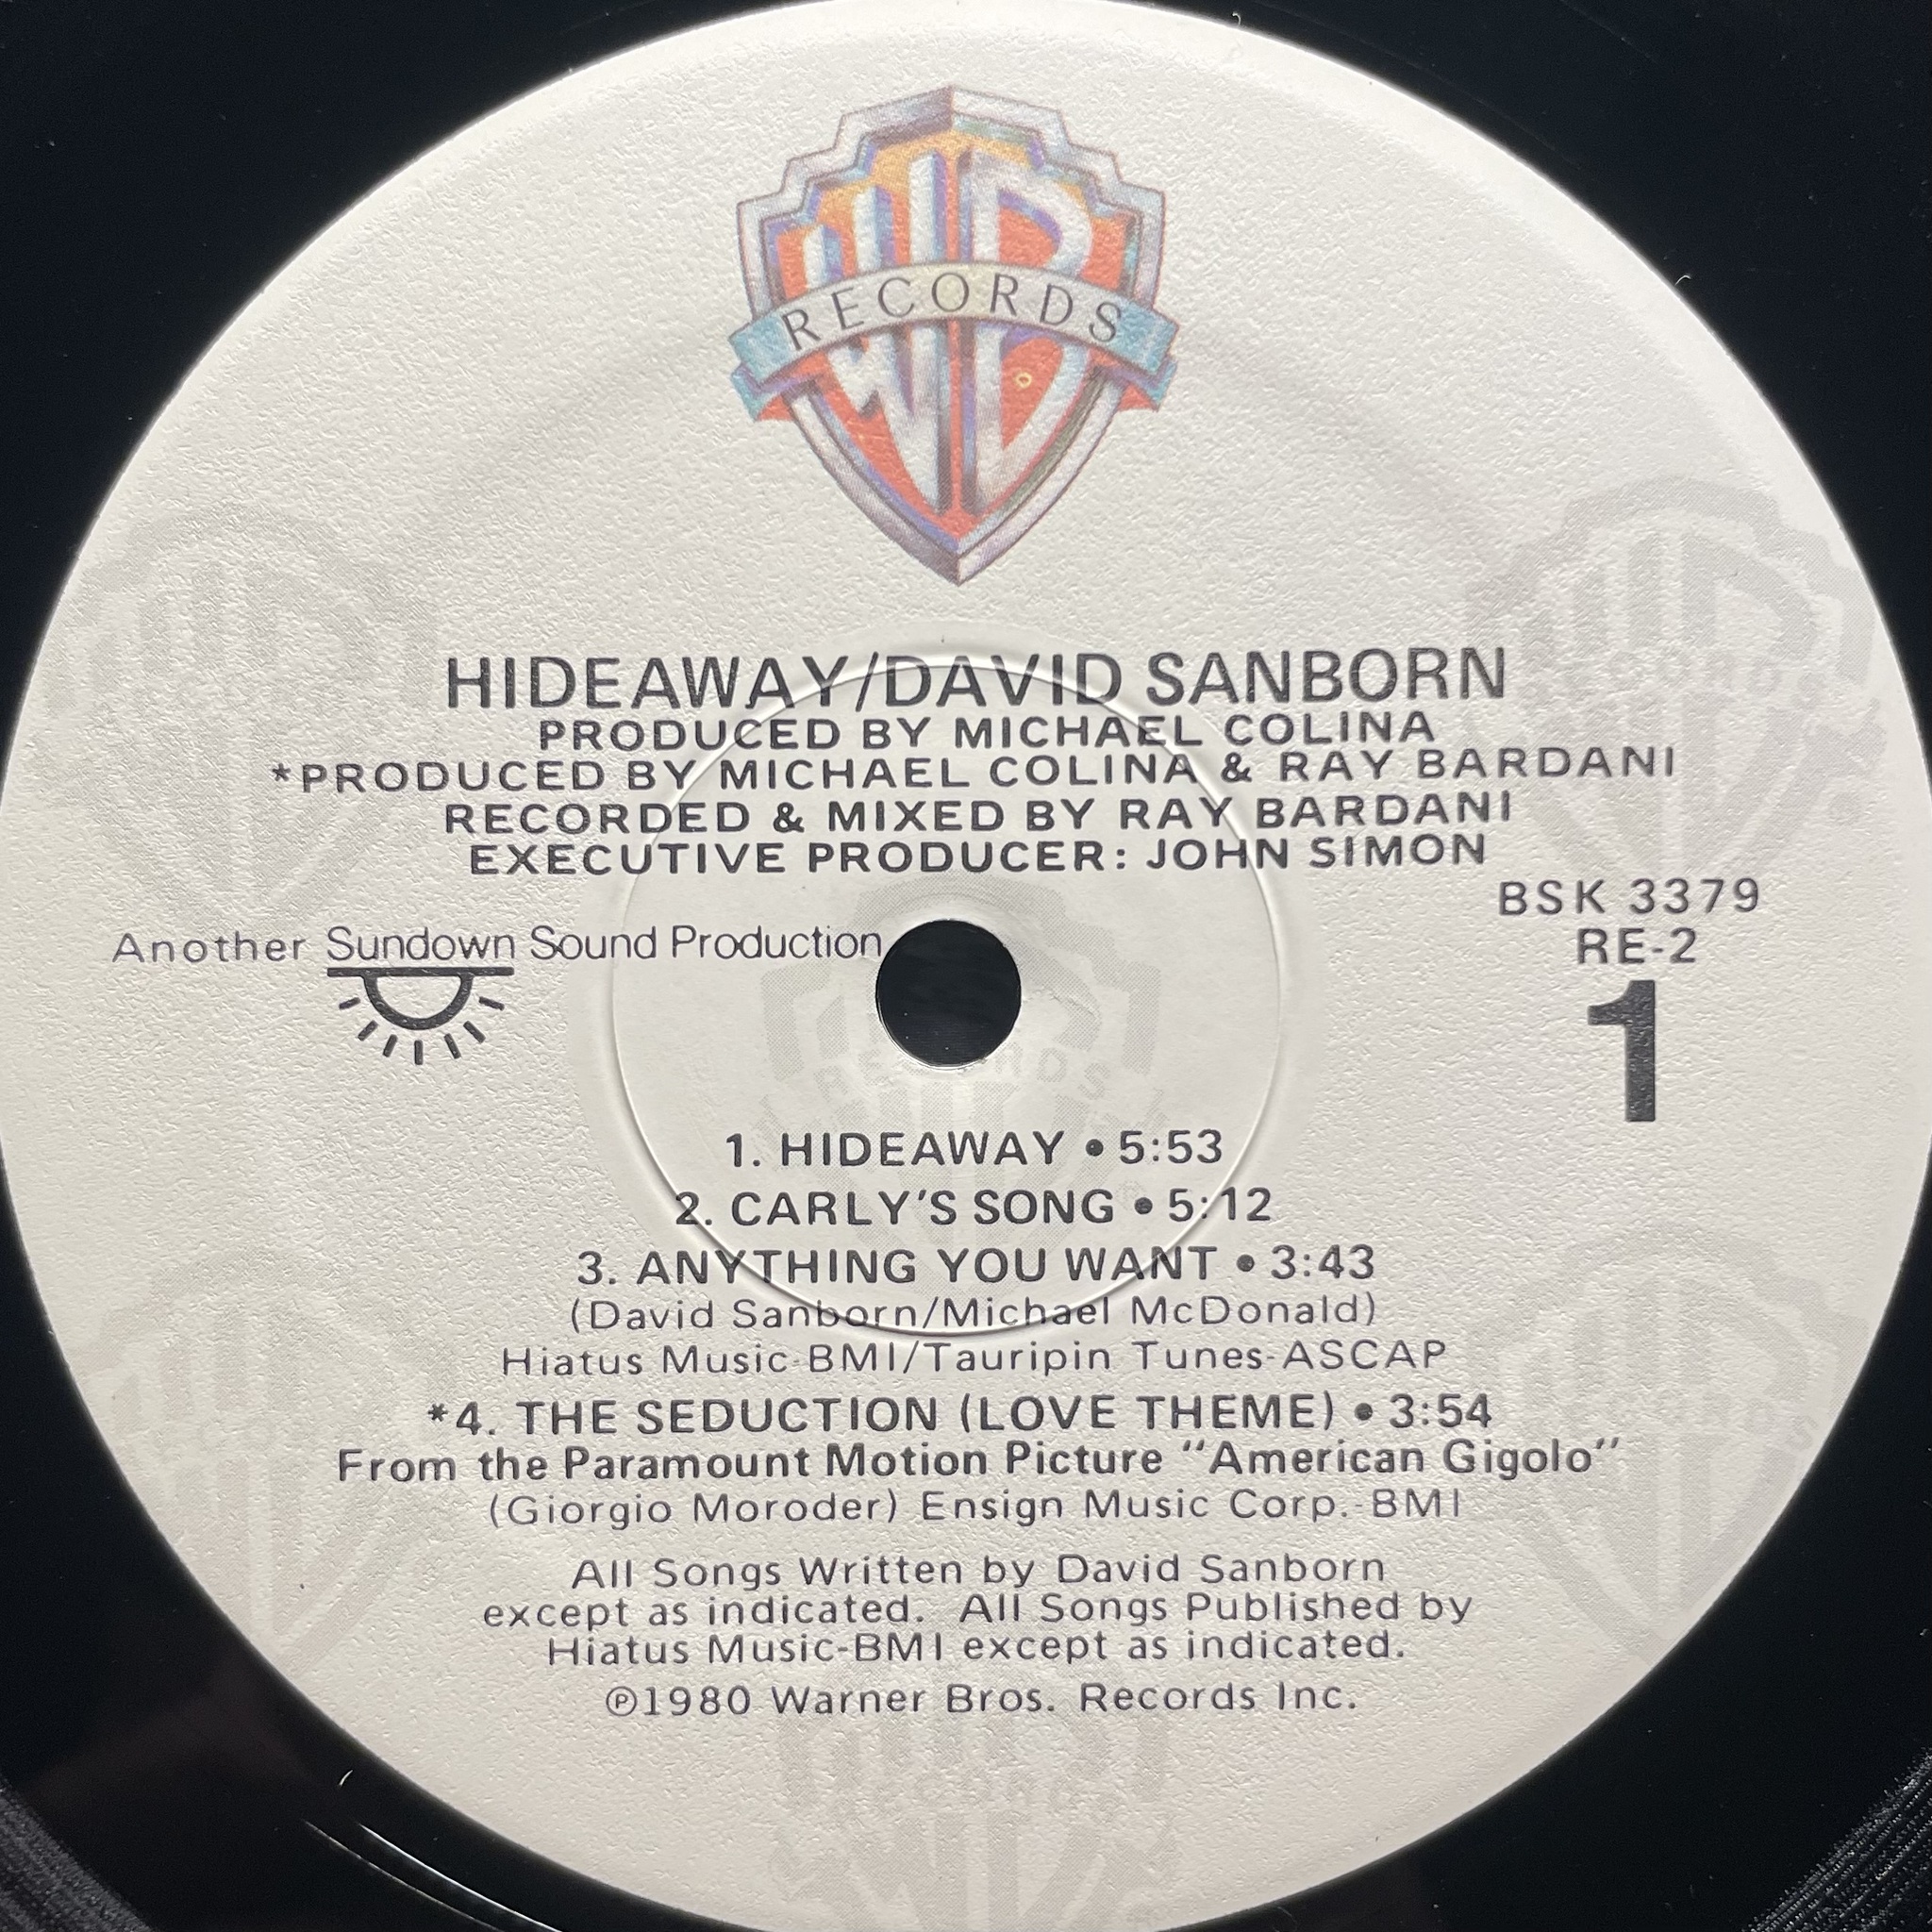 WB
RECORDS
HIDEAWAY/DAVID SANBORN
PRODUCED BY MICHAEL COLINA
*PRODUCED BY MICHAEL COLINA & RAY BARDANI
RECORDED & MIXED BY RAY BARDANI
EXECUTIVE PRODUCER: JOHN SIMON
BSK 3379
RE-2
1
Another Sundown Sound Production
1. HIDEAWAY • 5:53
2. CARLY'S SONG • 5:12
3. ANYTHING YOU WANT • 3:43
(David Sanborn/Michael McDonald)
Hiatus Music-BMI/Tauripin Tunes-ASCAP
*4. THE SEDUCTION (LOVE THEME) • 3:54
From the Paramount Motion Picture "American Gigolo"
(Giorgio Moroder) Ensign Music Corp.-BMI
All Songs Written by David Sanborn
except as indicated. All Songs Published by
Hiatus Music-BMI except as indicated.
℗1980 Warner Bros. Records Inc.